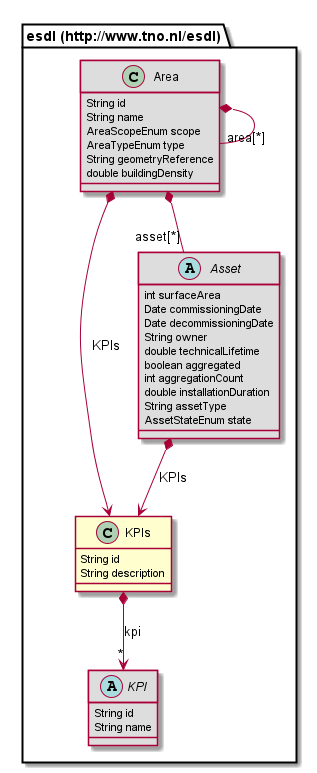 esdl (http://www.tno.nl/esdl)
C Area
String id
String name
AreaScopeEnum scope
AreaTypeEnum type
String geometryReference
double buildingDensity
area[*]
asset[*]
A Asset
int surfaceArea
Date commissioningDate
Date decommissioningDate
String owner
double technicalLifetime
boolean aggregated
int aggregationCount
double installationDuration
String assetType
AssetStateEnum state
KPIs
KPIs
C KPIs
String id
String description
kpi
*
A KPI
String id
String name